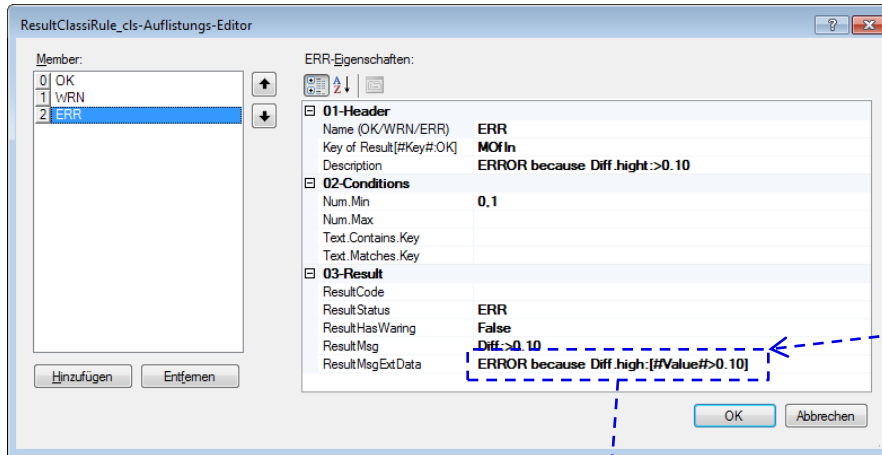 ResultClassiRule_cls-Auflistungs-Editor
Member:
0 OK
1 WRN
2 ERR
Hinzufügen Entfernen
ERR-Eigenschaften:
01-Header
Name (OK/WRN/ERR) ERR
Key of Result[#Key#:OK] MOfIn
Description ERROR because Diff.hight:>0.10
02-Conditions
Num.Min 0,1
Num.Max
Text.Contains.Key
Text.Matches.Key
03-Result
ResultCode
ResultStatus ERR
ResultHasWaring False
ResultMsg Diff.:>0.10
ResultMsgExtData ERROR because Diff.high:[#Value#>0.10]
OK Abbrechen